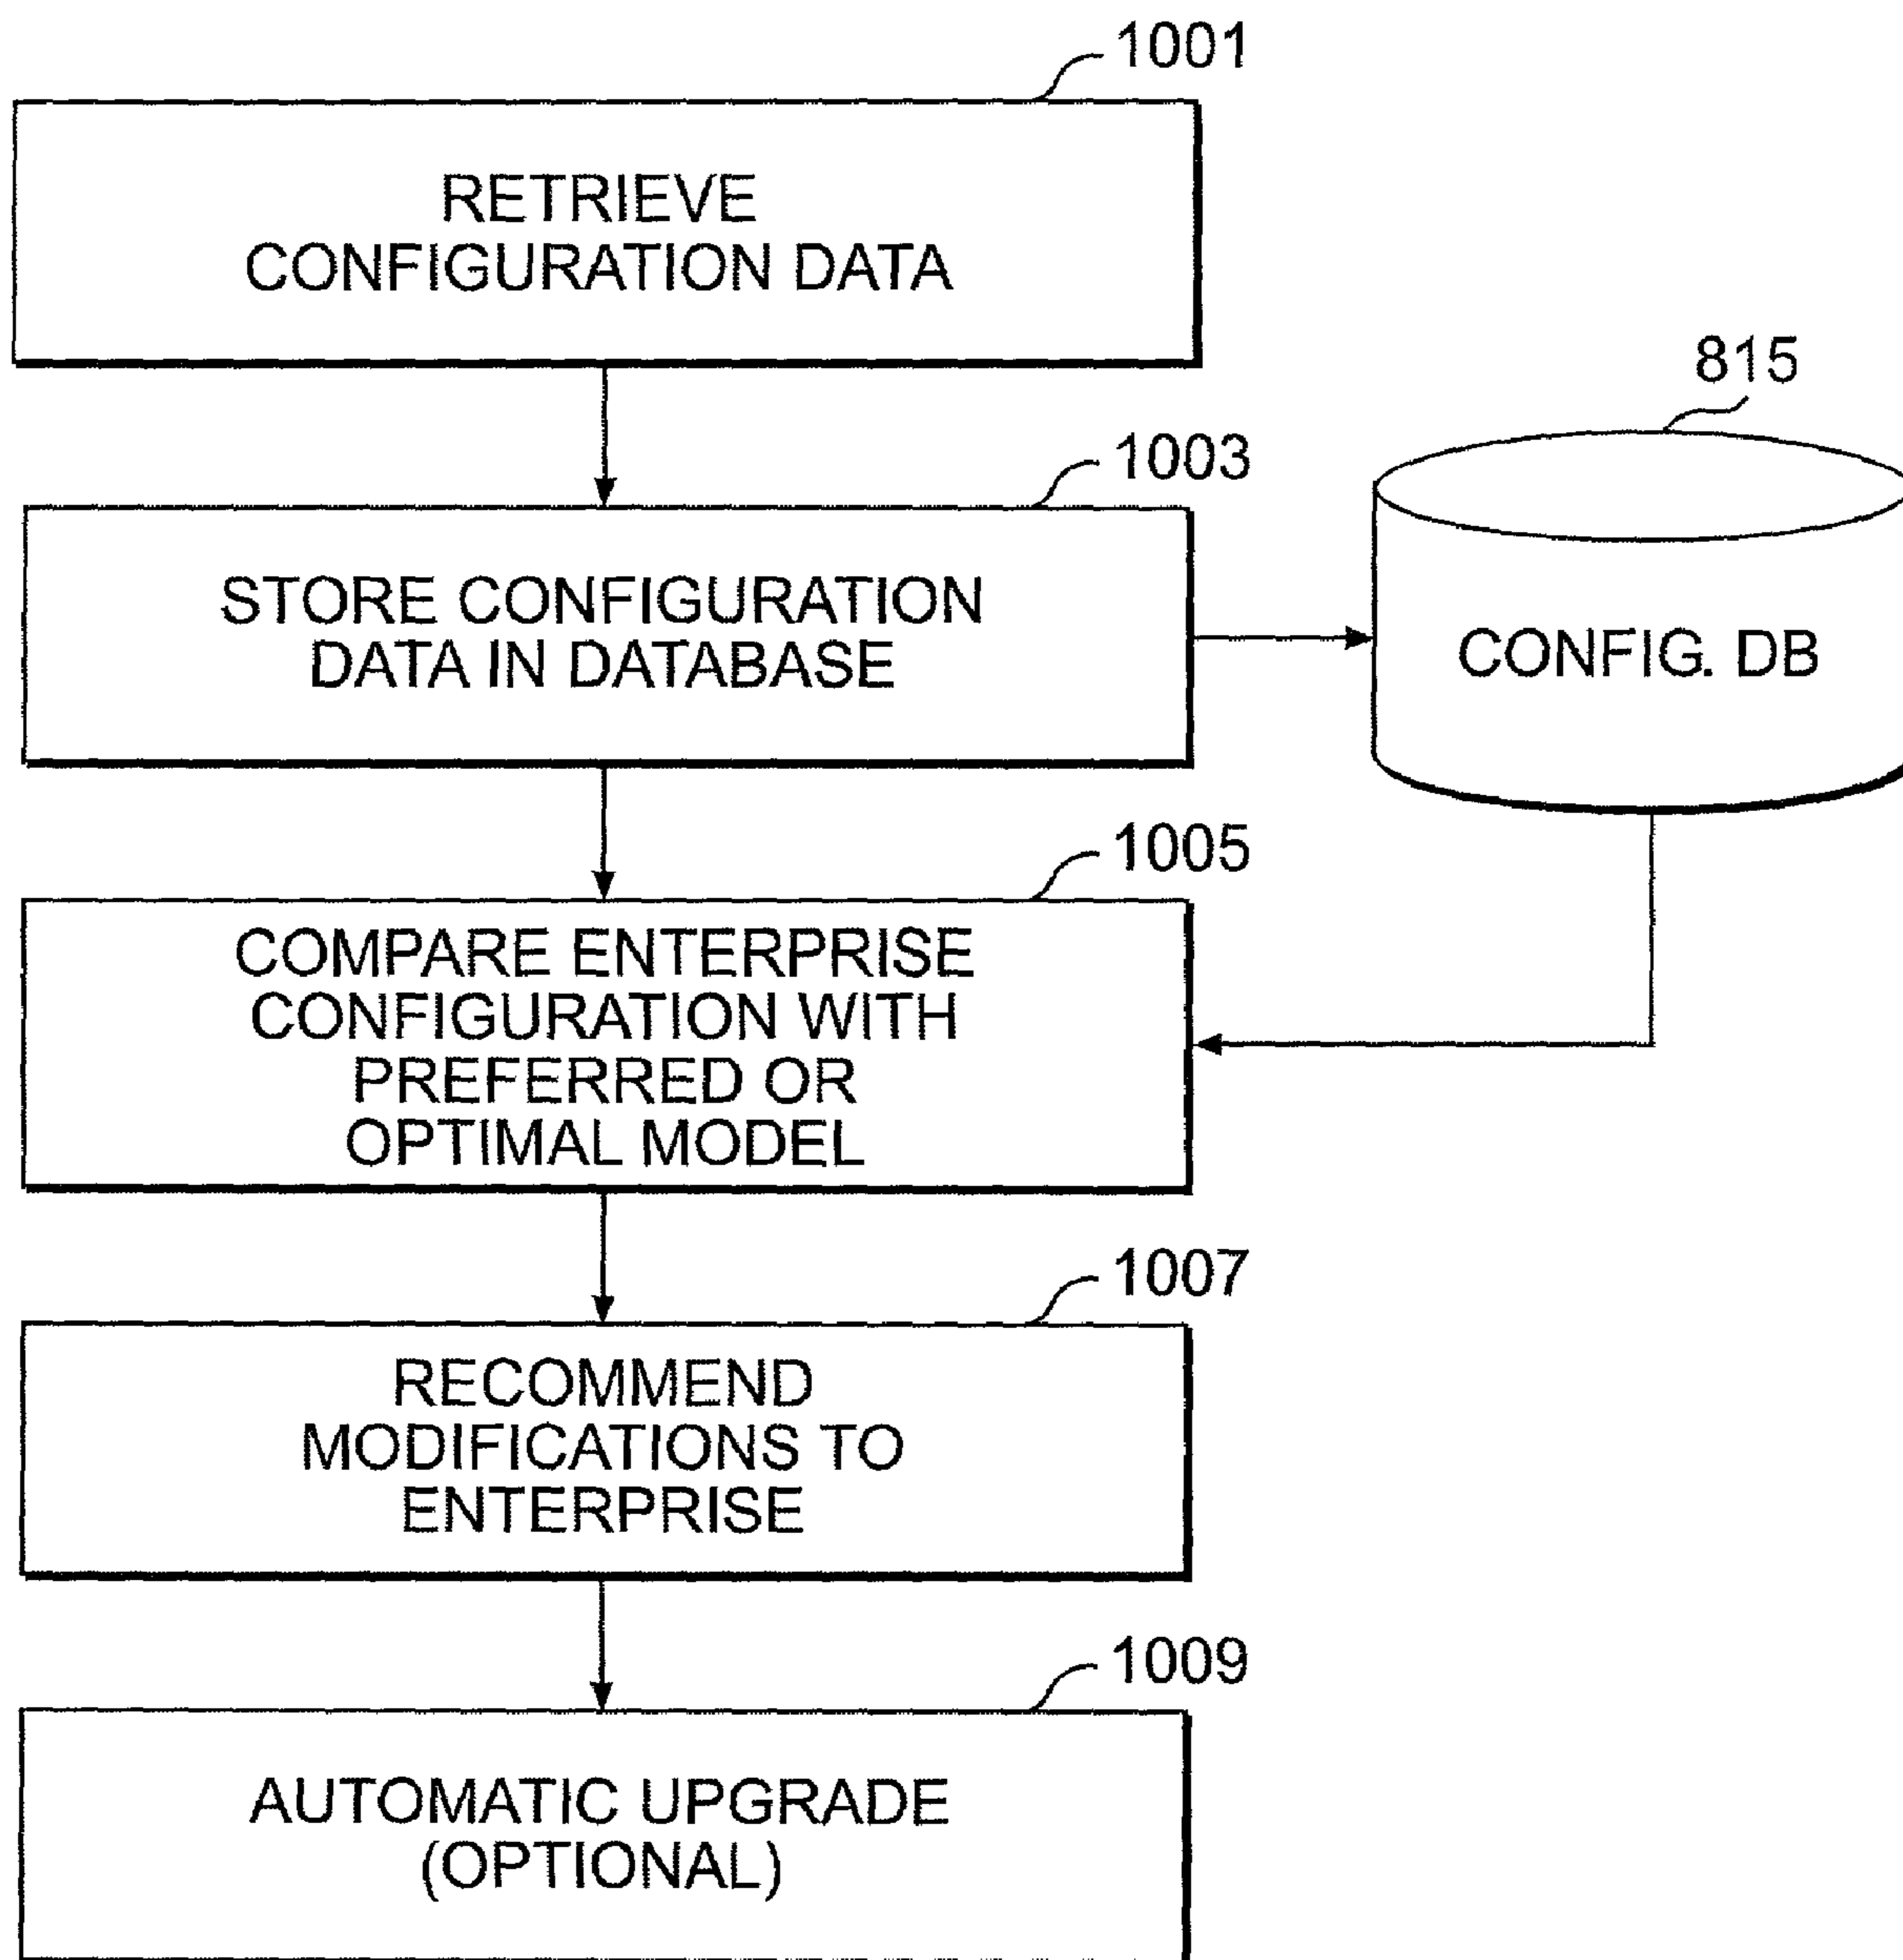 1001
RETRIEVE
CONFIGURATION DATA
815
1003
STORE CONFIGURATION
DATA IN DATABASE
CONFIG. DB
1005
COMPARE ENTERPRISE
CONFIGURATION WITH
PREFERRED OR
OPTIMAL MODEL
1007
RECOMMEND
MODIFICATIONS TO
ENTERPRISE
1009
AUTOMATIC UPGRADE
(OPTIONAL)